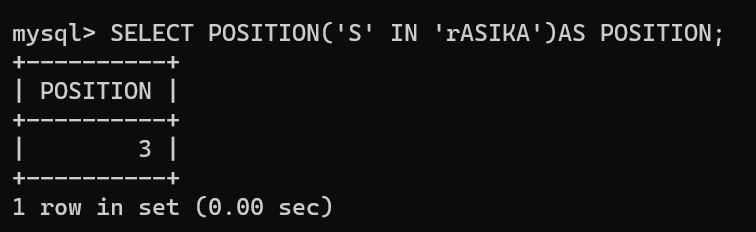 mysql> SELECT POSITION('S' IN 'rASIKA')AS POSITION;
+----------+
| POSITION |
+----------+
|        3 |
+----------+
1 row in set (0.00 sec)